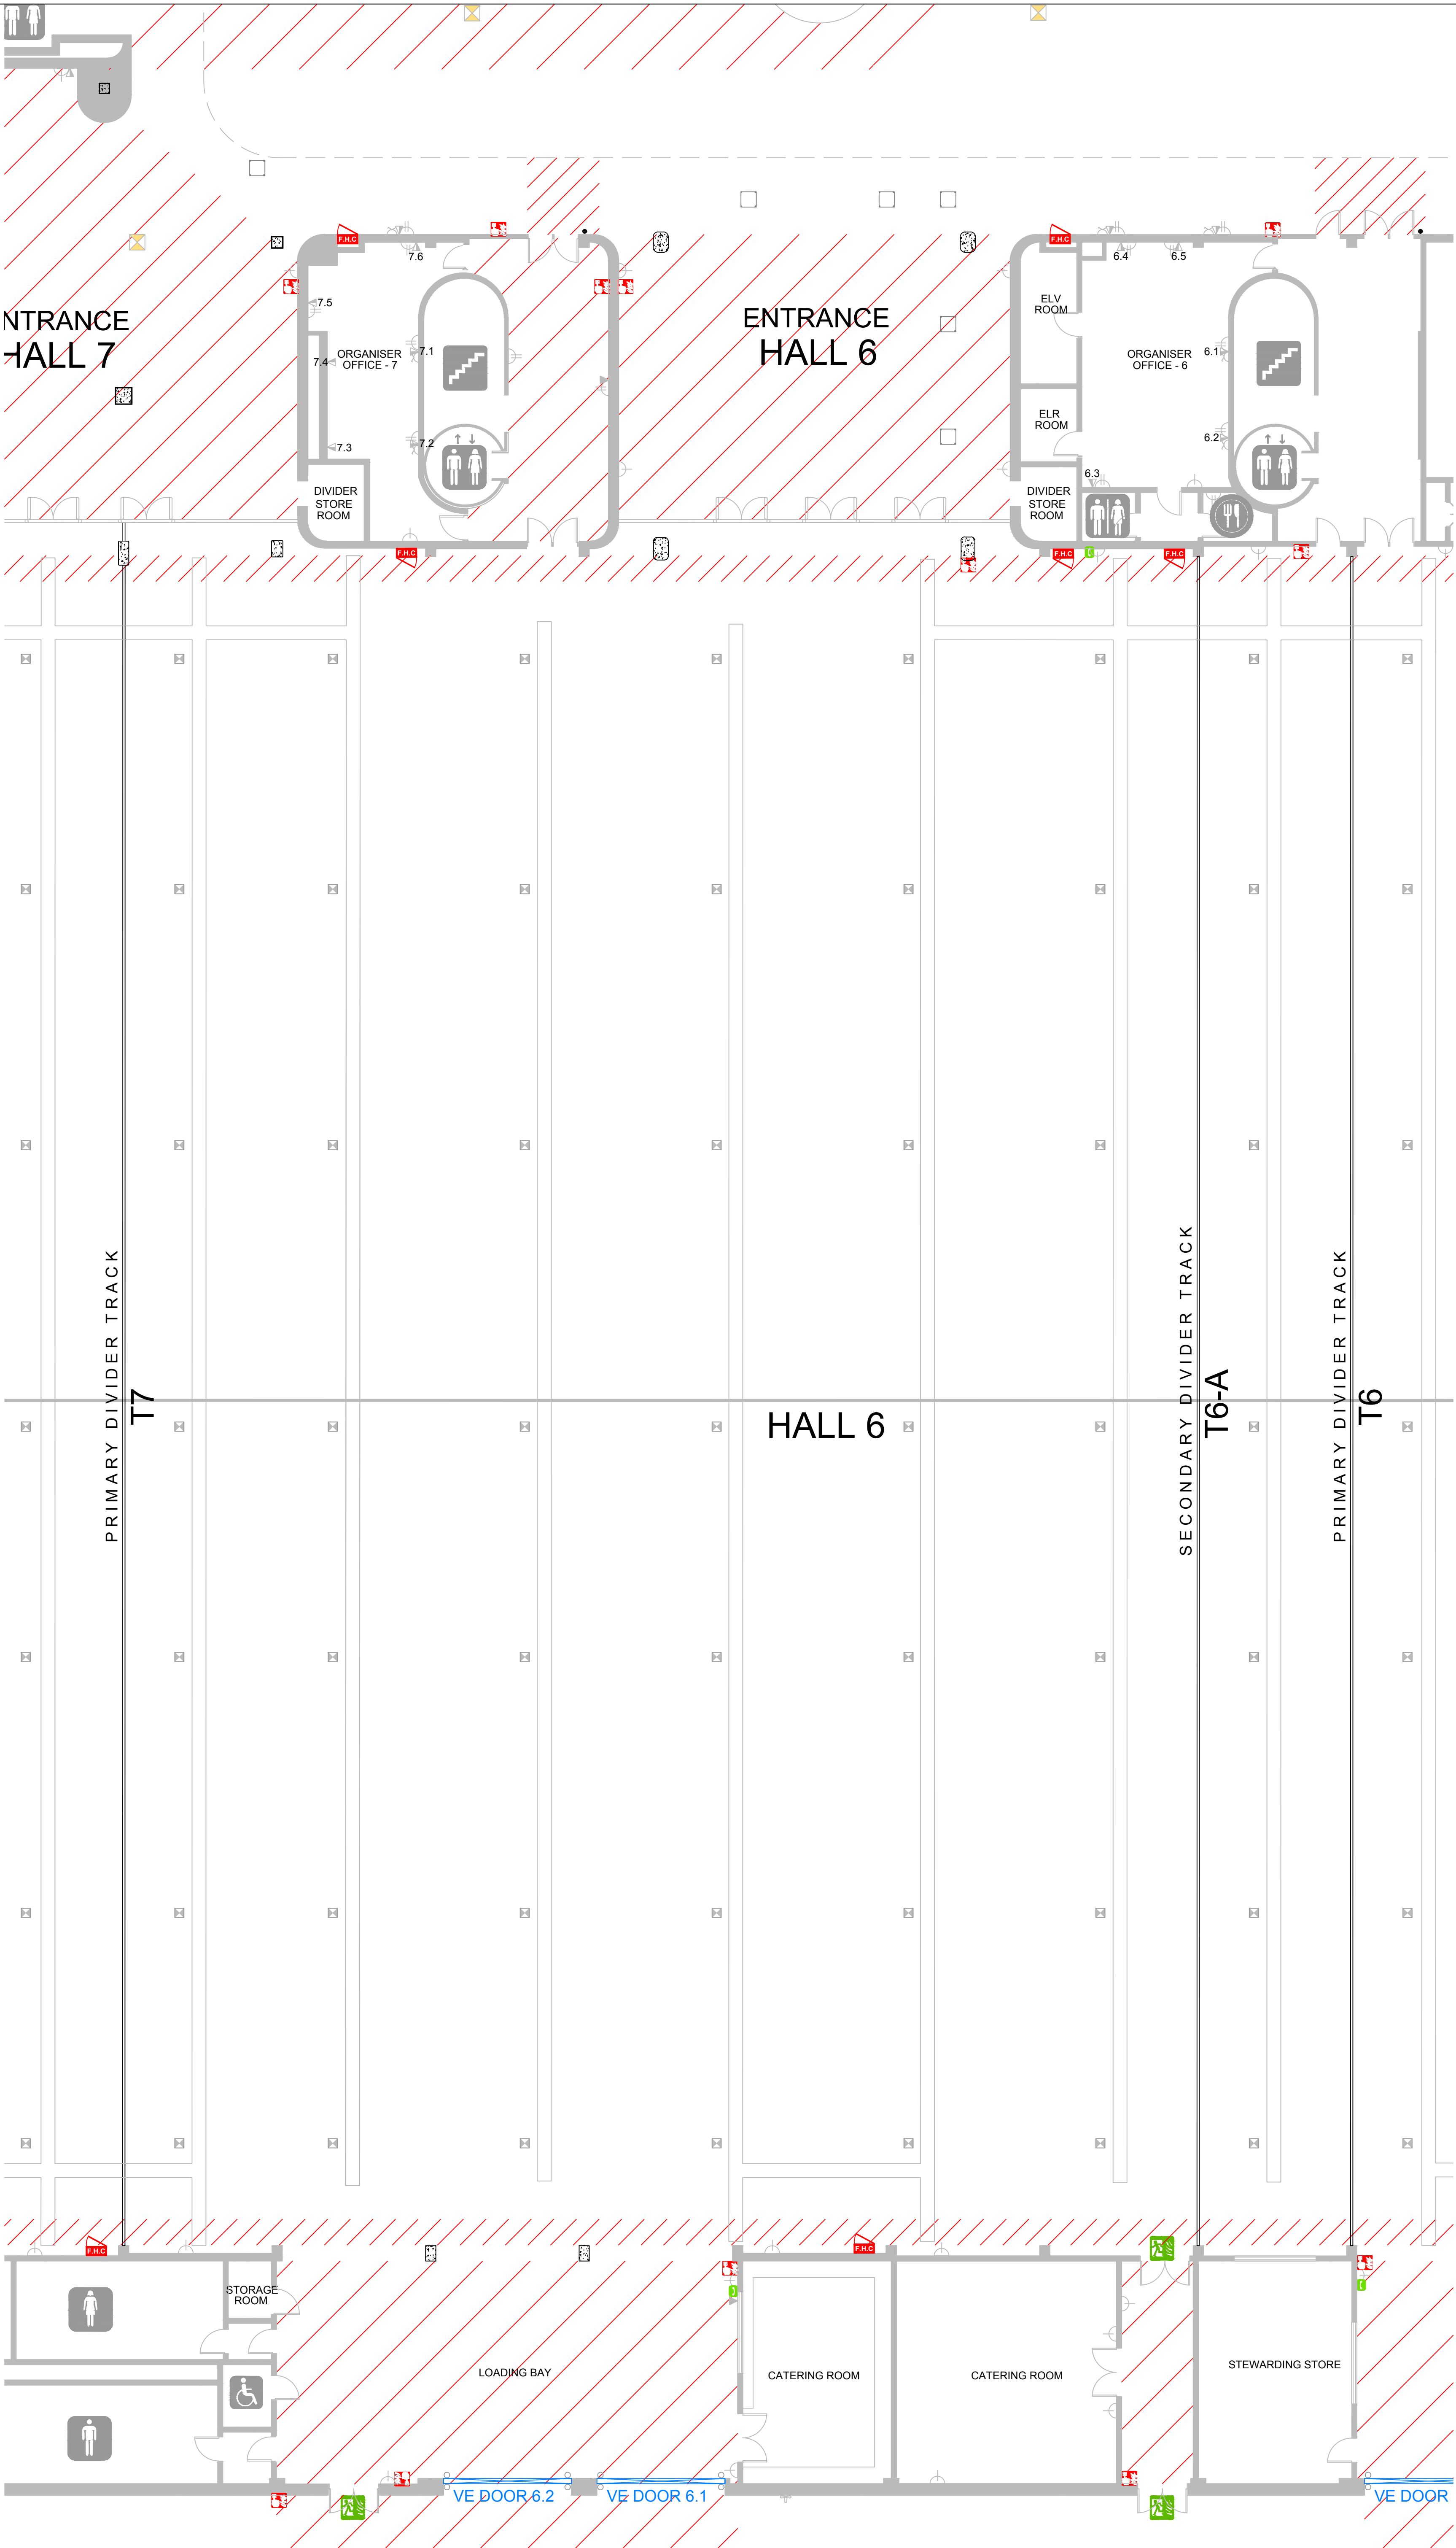 F.H.C
F.H.C
7.6
6.4
6.5
7.5
ELV
ROOM
NTRANCE
HALL 7
ENTRANCE
HALL 6
7.4
ORGANISER
OFFICE - 7
7.1
ORGANISER
OFFICE - 6
6.1
ELR
ROOM
7.3
7.2
6.2
6.3
DIVIDER
STORE
ROOM
DIVIDER
STORE
ROOM
F.H.C
F.H.C
F.H.C
PRIMARY DIVIDER TRACK
T7
HALL 6
SECONDARY DIVIDER TRACK
T6-A
PRIMARY DIVIDER TRACK
T6
F.H.C
F.H.C
STORAGE
ROOM
LOADING BAY
CATERING ROOM
CATERING ROOM
STEWARDING STORE
VE DOOR 6.2
VE DOOR 6.1
VE DOOR